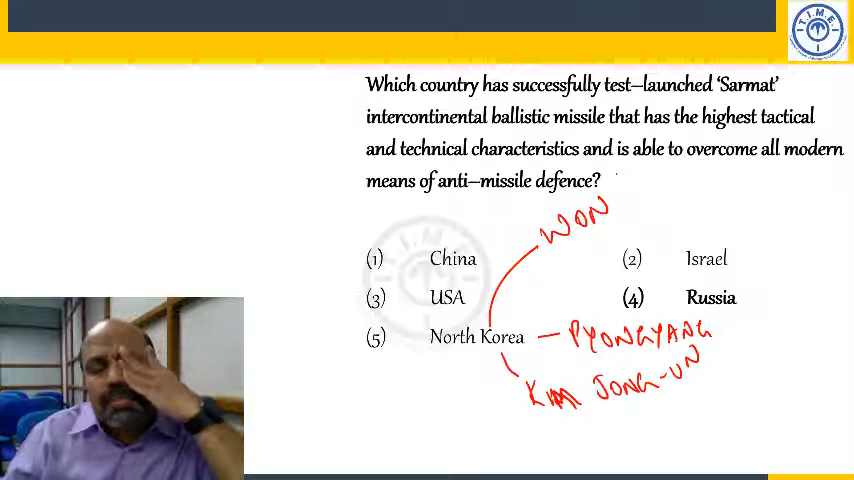 T.I.M.E.
Which country has successfully test–launched ‘Sarmat’
intercontinental ballistic missile that has the highest tactical
and technical characteristics and is able to overcome all modern
means of anti–missile defence?
WON
(1) China (2) Israel
(3) USA (4) Russia
(5) North Korea – PYONGYANG
KIM JONG-UN